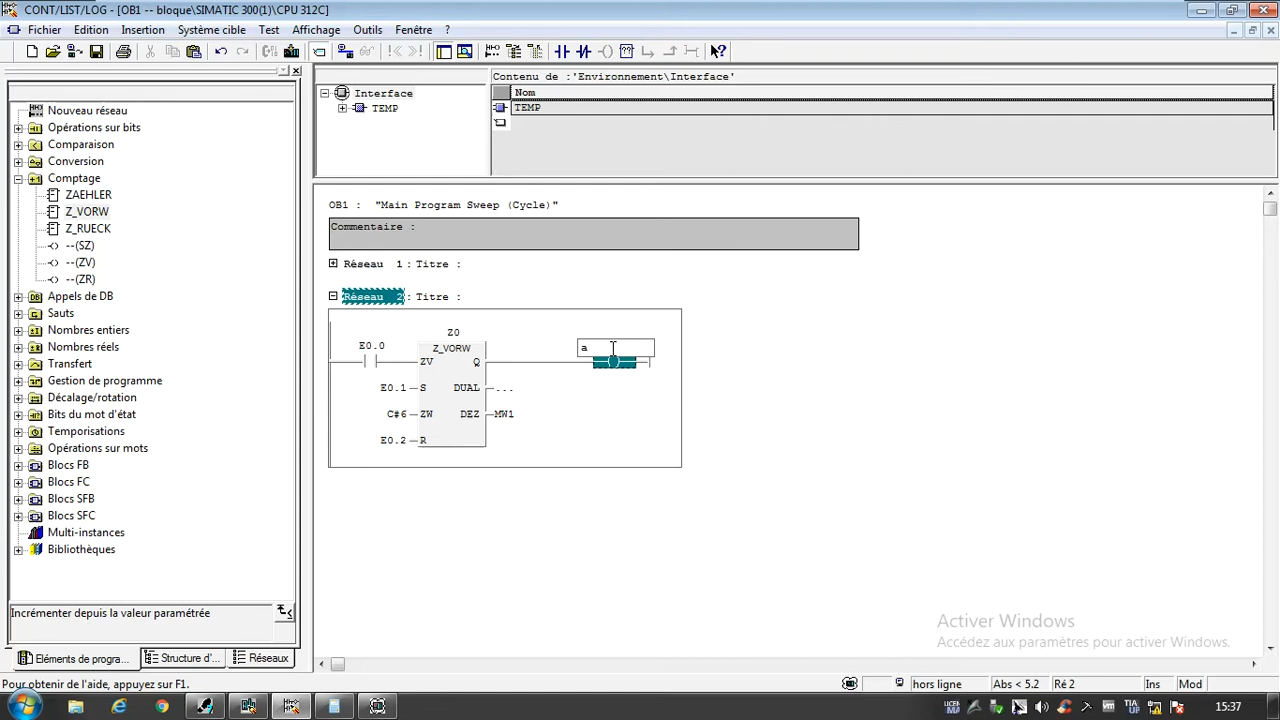 CONT/LIST/LOG - [OB1 -- bloque\SIMATIC 300(1)\CPU 312C]
Fichier Edition Insertion Système cible Test Affichage Outils Fenêtre ?
Nouveau réseau
Opérations sur bits
Comparaison
Conversion
Comptage
ZAEHLER
Z_VORW
Z_RUECK
--(SZ)
--(ZV)
--(ZR)
Appels de DB
Sauts
Nombres entiers
Nombres réels
Transfert
Gestion de programme
Décalage/rotation
Bits du mot d'état
Temporisations
Opérations sur mots
Blocs FB
Blocs FC
Blocs SFB
Blocs SFC
Multi-instances
Bibliothèques
Incrémenter depuis la valeur paramétrée
Eléments de progra... Structure d'... Réseaux
Interface
TEMP
Contenu de :'Environnement\Interface'
Nom
TEMP
OB1 : "Main Program Sweep (Cycle)"
Commentaire :
Réseau 1 : Titre :
Réseau 2 : Titre :
Z0
E0.0 Z_VORW a
ZV Q
E0.1 S DUAL ...
C#6 ZW DEZ MW1
E0.2 R
Activer Windows
Accédez aux paramètres pour activer Windows.
Pour obtenir de l'aide, appuyez sur F1. hors ligne Abs < 5.2 Ré 2 Ins Mod
15:37